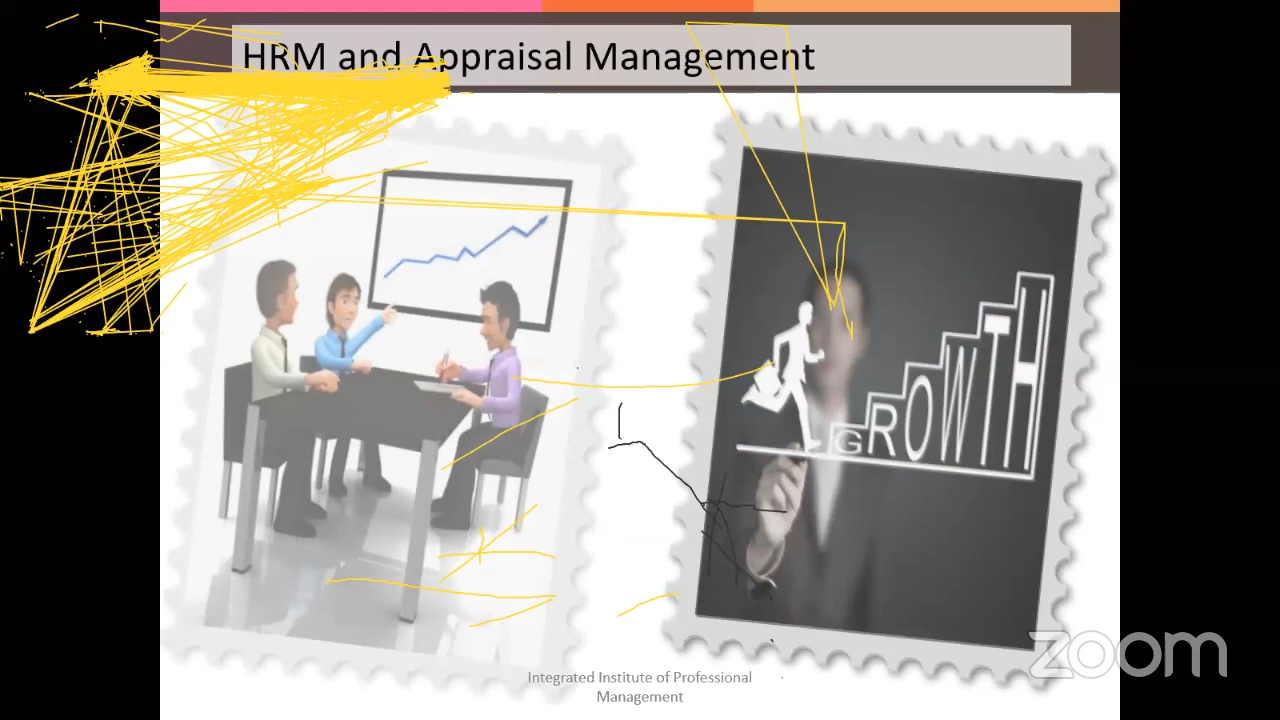 HRM and Appraisal Management
GROWTH
Integrated Institute of Professional
Management
zoom